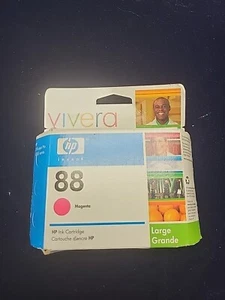 vivera
hp
invent
88
Magenta
HP Ink Cartridge
Cartouche d'encre HP
Large
Grande